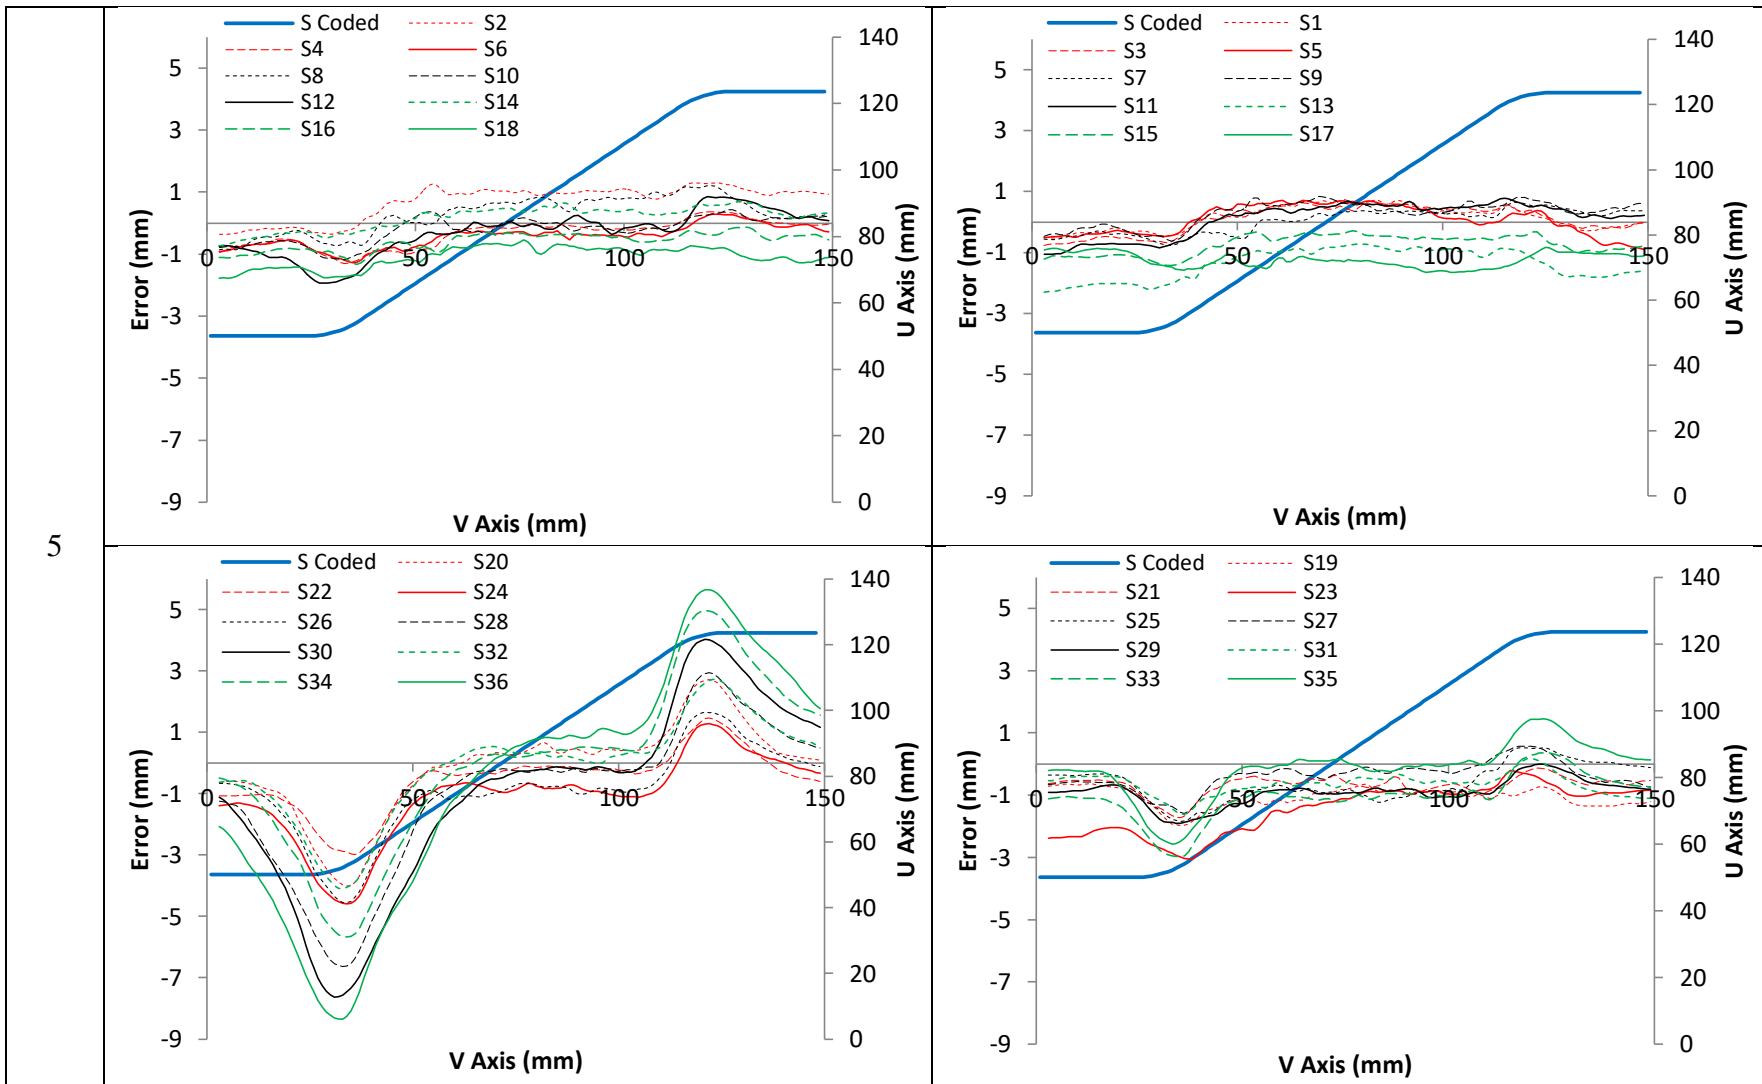 5
S Coded S2
S4 S6
S8 S10
S12 S14
S16 S18
5
3
1
-1
-3
-5
-7
-9
0 50 100 150
140
120
100
80
60
40
20
0
Error (mm)
U Axis (mm)
V Axis (mm)
S Coded S1
S3 S5
S7 S9
S11 S13
S15 S17
5
3
1
-1
-3
-5
-7
-9
0 50 100 150
140
120
100
80
60
40
20
0
Error (mm)
U Axis (mm)
V Axis (mm)
S Coded S20
S22 S24
S26 S28
S30 S32
S34 S36
5
3
1
-1
-3
-5
-7
-9
0 50 100 150
140
120
100
80
60
40
20
0
Error (mm)
U Axis (mm)
V Axis (mm)
S Coded S19
S21 S23
S25 S27
S29 S31
S33 S35
5
3
1
-1
-3
-5
-7
-9
0 50 100 150
140
120
100
80
60
40
20
0
Error (mm)
U Axis (mm)
V Axis (mm)